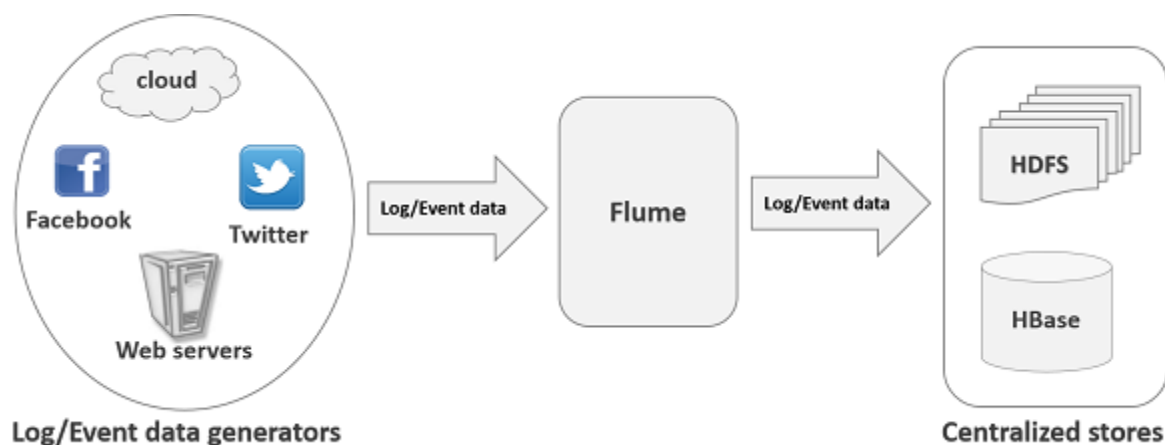 cloud
Facebook
Twitter
Web servers
Log/Event data generators
Log/Event data
Flume
Log/Event data
HDFS
HBase
Centralized stores